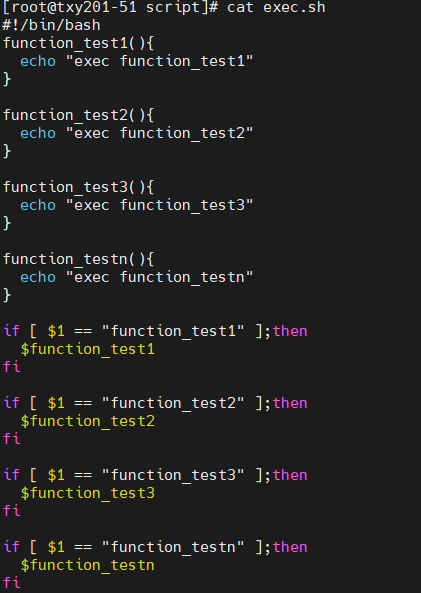 [root@txy201-51 script]# cat exec.sh
#!/bin/bash
function_test1(){
  echo "exec function_test1"
}

function_test2(){
  echo "exec function_test2"
}

function_test3(){
  echo "exec function_test3"
}

function_testn(){
  echo "exec function_testn"
}

if [ $1 == "function_test1" ];then
  $function_test1
fi

if [ $1 == "function_test2" ];then
  $function_test2
fi

if [ $1 == "function_test3" ];then
  $function_test3
fi

if [ $1 == "function_testn" ];then
  $function_testn
fi